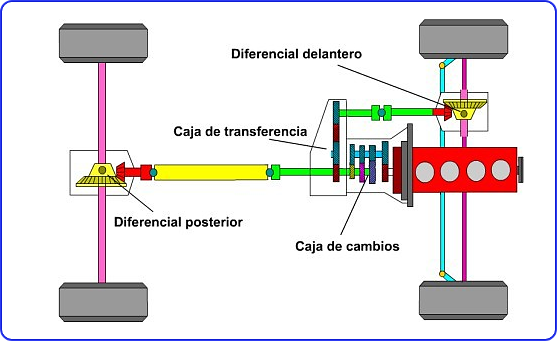 Diferencial delantero
Caja de transferencia
Diferencial posterior
Caja de cambios